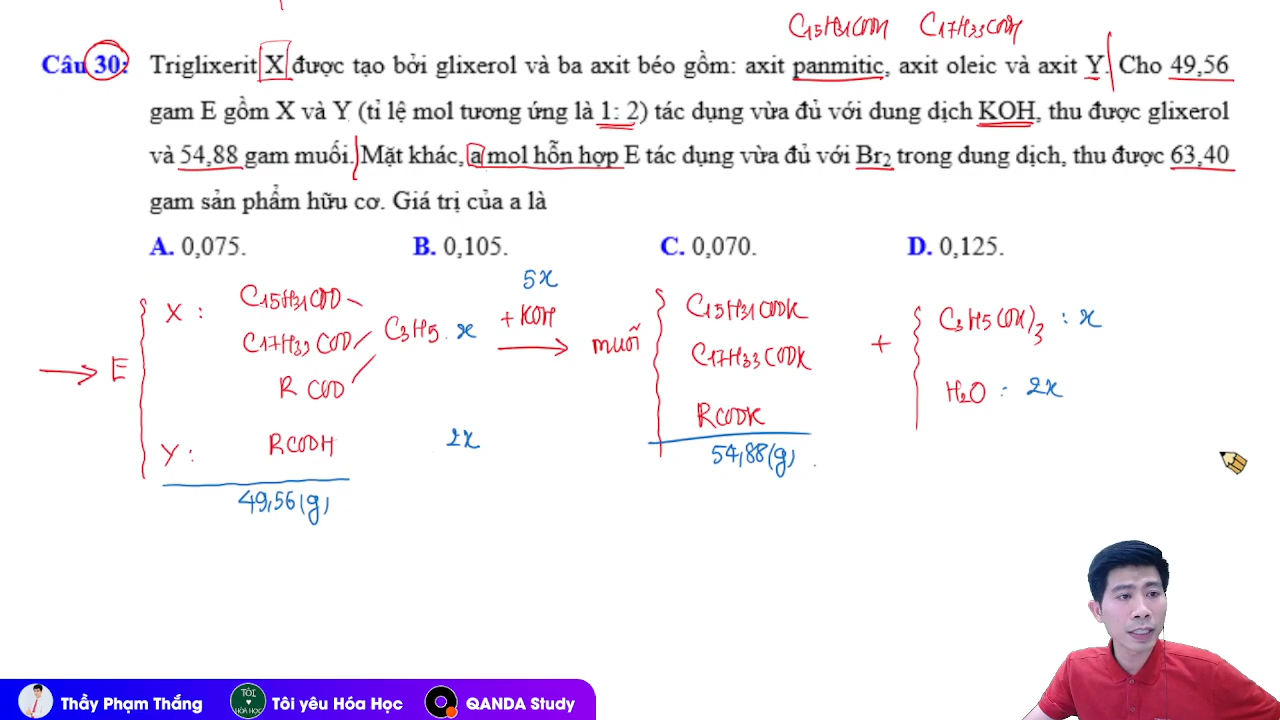 C15H31COOH C17H33COOH
Câu 30: Triglixerit X được tạo bởi glixerol và ba axit béo gồm: axit panmitic, axit oleic và axit Y. Cho 49,56
gam E gồm X và Y (tỉ lệ mol tương ứng là 1: 2) tác dụng vừa đủ với dung dịch KOH, thu được glixerol
và 54,88 gam muối. Mặt khác, a mol hỗn hợp E tác dụng vừa đủ với Br2 trong dung dịch, thu được 63,40
gam sản phẩm hữu cơ. Giá trị của a là
A. 0,075. B. 0,105. C. 0,070. D. 0,125.
E
X :
C15H31COO
C17H33COO
RCOO
C3H5 . x
Y :
RCOOH
2x
49,56 (g)
5x
+ KOH
muối
C15H31COOK
C17H33COOK
RCOOK
54,88 (g)
+
C3H5(OH)3 : x
H2O : 2x
Thầy Phạm Thắng
TÔI
HÓA HỌC
Tôi yêu Hóa Học
QANDA Study